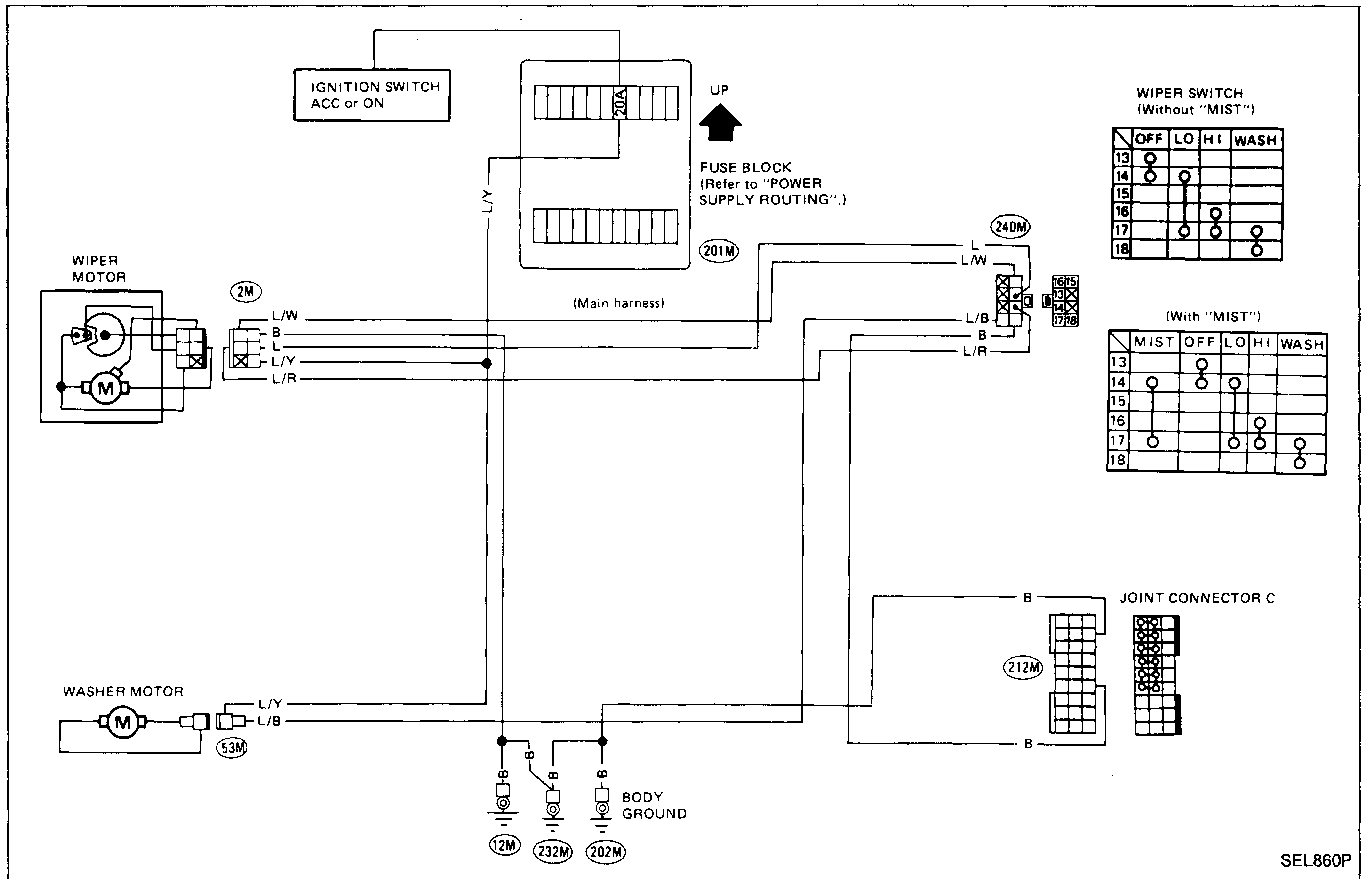 IGNITION SWITCH
ACC or ON
20A
UP
FUSE BLOCK
(Refer to "POWER
SUPPLY ROUTING".)
201M
L/Y
WIPER SWITCH
(Without "MIST")
OFF LO HI WASH
13
14
15
16
17
18
240M
L
L/W
L/B
B
L/R
16 15
13
14
17 18
(With "MIST")
MIST OFF LO HI WASH
13
14
15
16
17
18
WIPER
MOTOR
M
2M
L/W
B
L
L/Y
L/R
(Main harness)
WASHER MOTOR
M
L/Y
L/B
53M
B
JOINT CONNECTOR C
212M
B
B
B
B
B
BODY
GROUND
12M
232M
202M
SEL860P